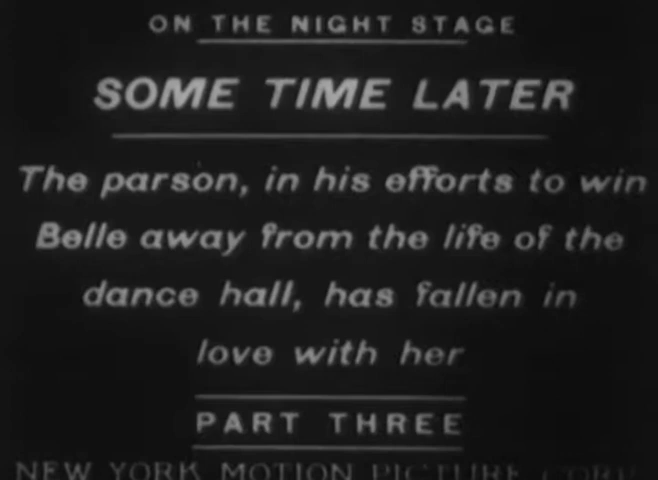 ON THE NIGHT STAGE
SOME TIME LATER
The parson, in his efforts to win
Belle away from the life of the
dance hall, has fallen in
love with her
PART THREE
NEW YORK MOTION PICTURE CORP